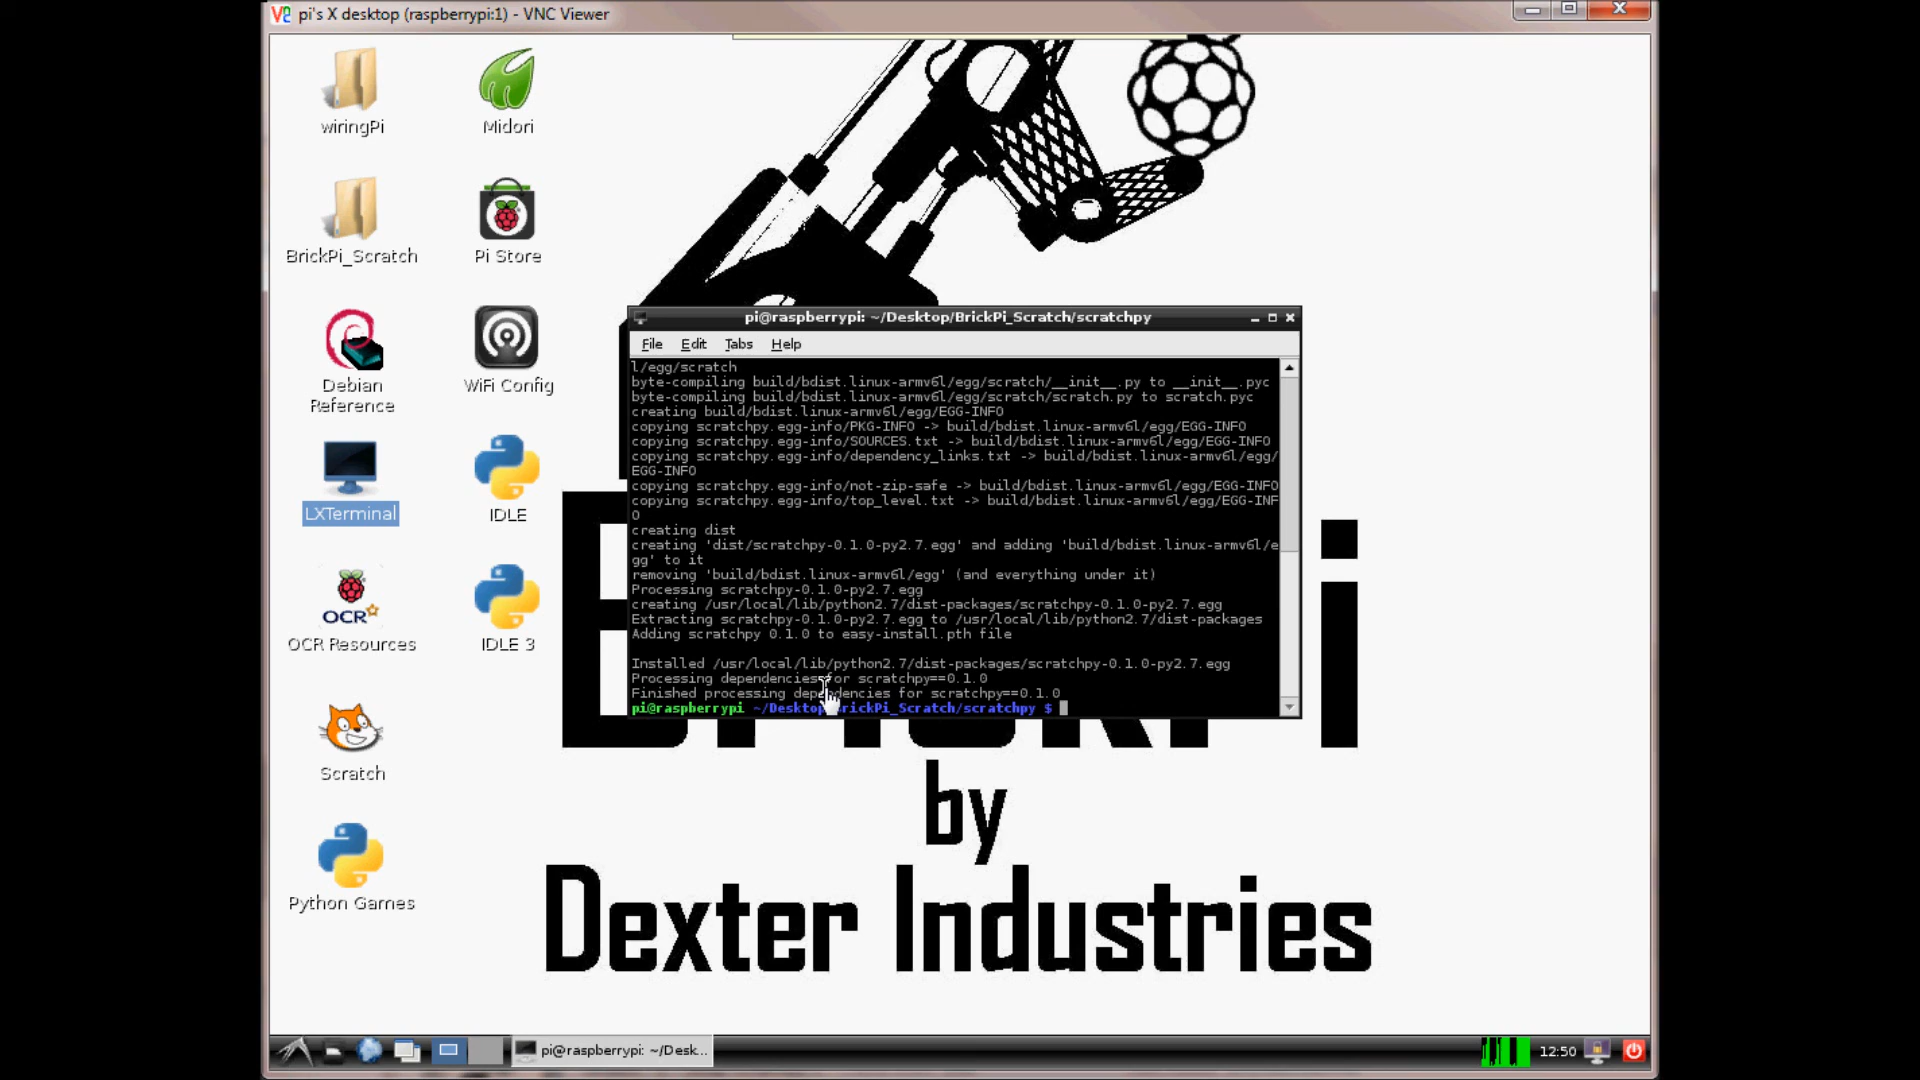 pi's X desktop (raspberrypi:1) - VNC Viewer
wiringPi
Midori
BrickPi_Scratch
Pi Store
Debian
Reference
WiFi Config
LXTerminal
IDLE
OCR
OCR Resources
IDLE 3
Scratch
Python Games
pi@raspberrypi: ~/Desktop/BrickPi_Scratch/scratchpy
File Edit Tabs Help
l/egg/scratch
byte-compiling build/bdist.linux-armv6l/egg/scratch/__init__.py to __init__.pyc
byte-compiling build/bdist.linux-armv6l/egg/scratch/scratch.py to scratch.pyc
creating build/bdist.linux-armv6l/egg/EGG-INFO
copying scratchpy.egg-info/PKG-INFO -> build/bdist.linux-armv6l/egg/EGG-INFO
copying scratchpy.egg-info/SOURCES.txt -> build/bdist.linux-armv6l/egg/EGG-INFO
copying scratchpy.egg-info/dependency_links.txt -> build/bdist.linux-armv6l/egg/
EGG-INFO
copying scratchpy.egg-info/not-zip-safe -> build/bdist.linux-armv6l/egg/EGG-INFO
copying scratchpy.egg-info/top_level.txt -> build/bdist.linux-armv6l/egg/EGG-INF
O
creating dist
creating 'dist/scratchpy-0.1.0-py2.7.egg' and adding 'build/bdist.linux-armv6l/e
gg' to it
removing 'build/bdist.linux-armv6l/egg' (and everything under it)
Processing scratchpy-0.1.0-py2.7.egg
creating /usr/local/lib/python2.7/dist-packages/scratchpy-0.1.0-py2.7.egg
Extracting scratchpy-0.1.0-py2.7.egg to /usr/local/lib/python2.7/dist-packages
Adding scratchpy 0.1.0 to easy-install.pth file
Installed /usr/local/lib/python2.7/dist-packages/scratchpy-0.1.0-py2.7.egg
Processing dependencies for scratchpy==0.1.0
Finished processing dependencies for scratchpy==0.1.0
pi@raspberrypi ~/Desktop/BrickPi_Scratch/scratchpy $
BrickPi
by
Dexter Industries
pi@raspberrypi: ~/Desk...
12:50